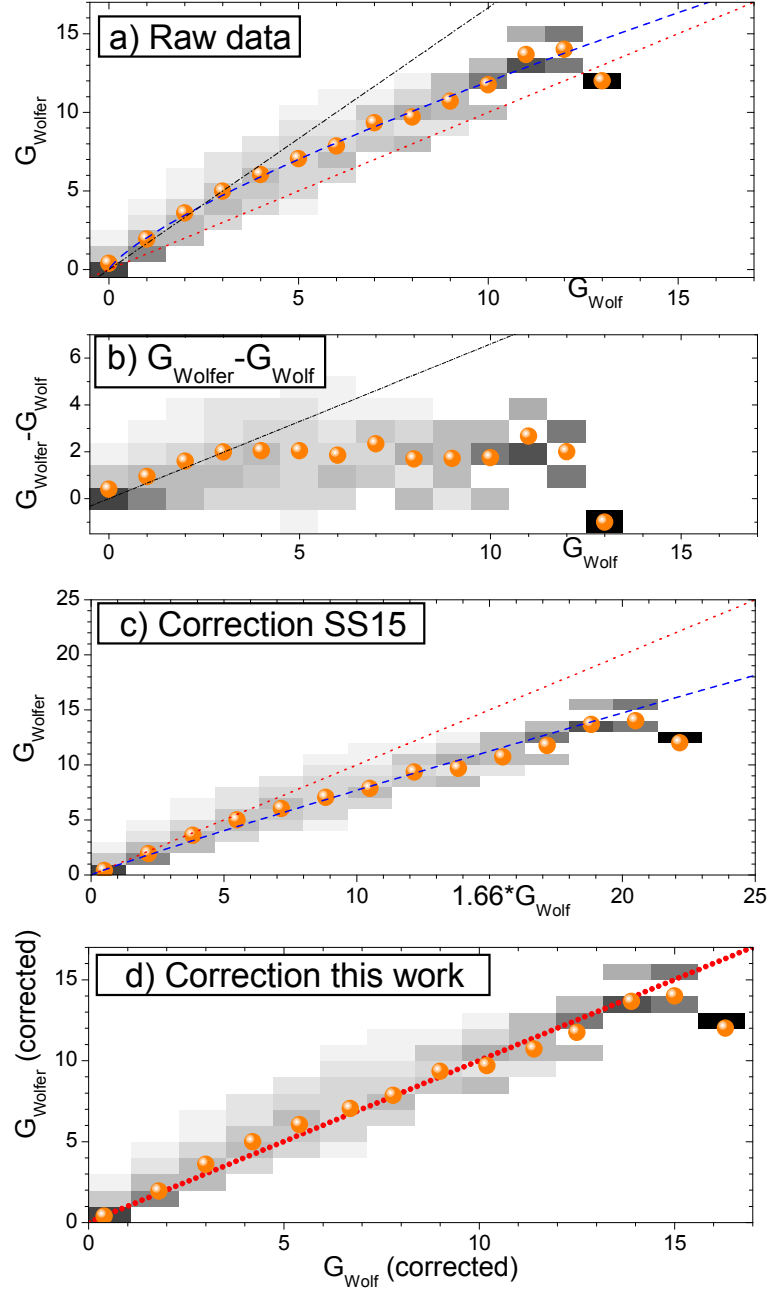 a) Raw data
G_Wolfer
15
10
5
0
0 5 10 15
G_Wolf
b) G_Wolfer-G_Wolf
G_Wolfer-G_Wolf
6
4
2
0
0 5 10 15
G_Wolf
c) Correction SS15
G_Wolfer
25
20
15
10
5
0
0 5 10 15 20 25
1.66*G_Wolf
d) Correction this work
G_Wolfer (corrected)
15
10
5
0
0 5 10 15
G_Wolf (corrected)